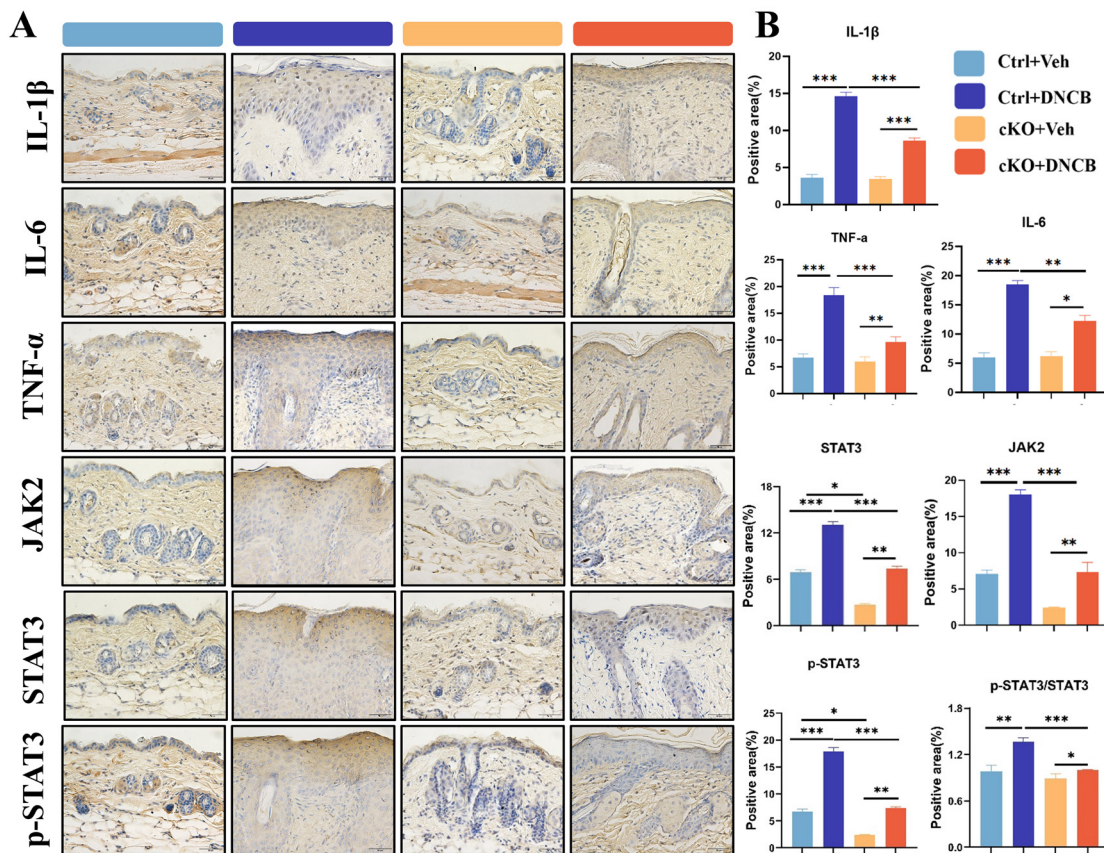 A
B
IL-1β
IL-6
TNF-α
JAK2
STAT3
p-STAT3
IL-1β
Positive area(%)
20
15
10
5
0
***
***
***
Ctrl+Veh
Ctrl+DNCB
cKO+Veh
cKO+DNCB
TNF-a
Positive area(%)
25
20
15
10
5
0
***
***
**
IL-6
Positive area(%)
25
20
15
10
5
0
***
**
*
STAT3
Positive area(%)
18
12
6
0
*
***
***
**
JAK2
Positive area(%)
20
15
10
5
0
***
***
**
p-STAT3
Positive area(%)
25
20
15
10
5
0
*
***
***
**
p-STAT3/STAT3
Positive area(%)
1.8
1.2
0.6
0.0
**
***
*